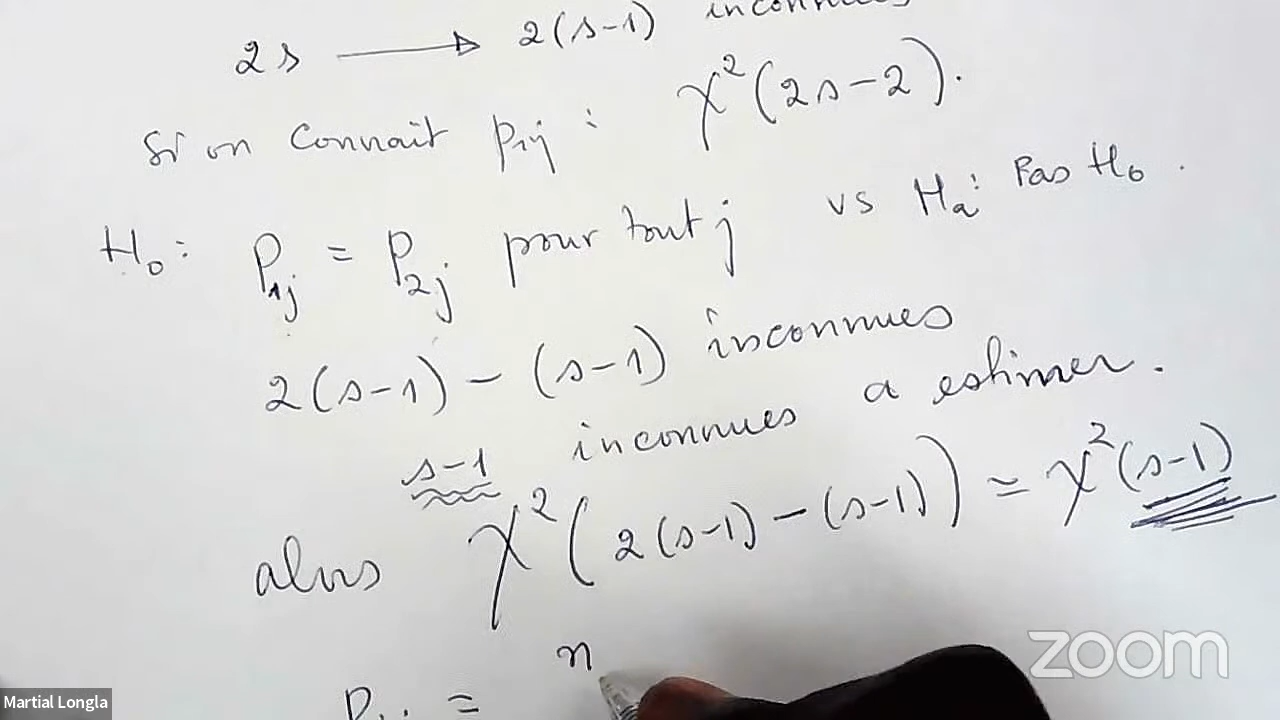 2s → 2(s-1) inconnues
Si on connait p₁ⱼ : χ²(2s-2).
H₀: P₁ⱼ = P₂ⱼ pour tout j vs Hₐ: Pas H₀.
2(s-1) - (s-1) inconnues
s-1 inconnues a estimer.
alors χ²(2(s-1)-(s-1)) = χ²(s-1)
n
=
zoom
Martial Longla